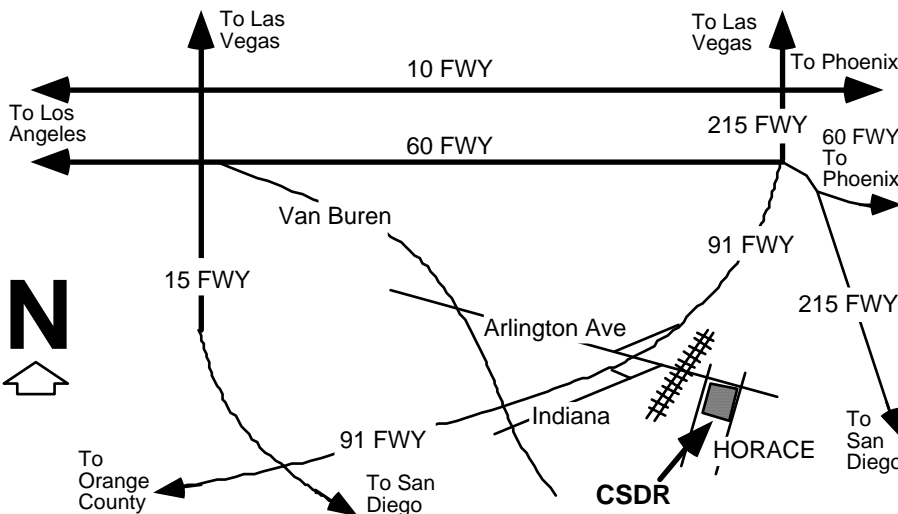 To Las
Vegas
To Las
Vegas
10 FWY
To Phoenix
To Los
Angeles
215 FWY
60 FWY
60 FWY
To
Phoenix
Van Buren
91 FWY
15 FWY
215 FWY
N
Arlington Ave
Indiana
To
San
Diego
91 FWY
HORACE
To
Orange
County
To San
Diego
CSDR